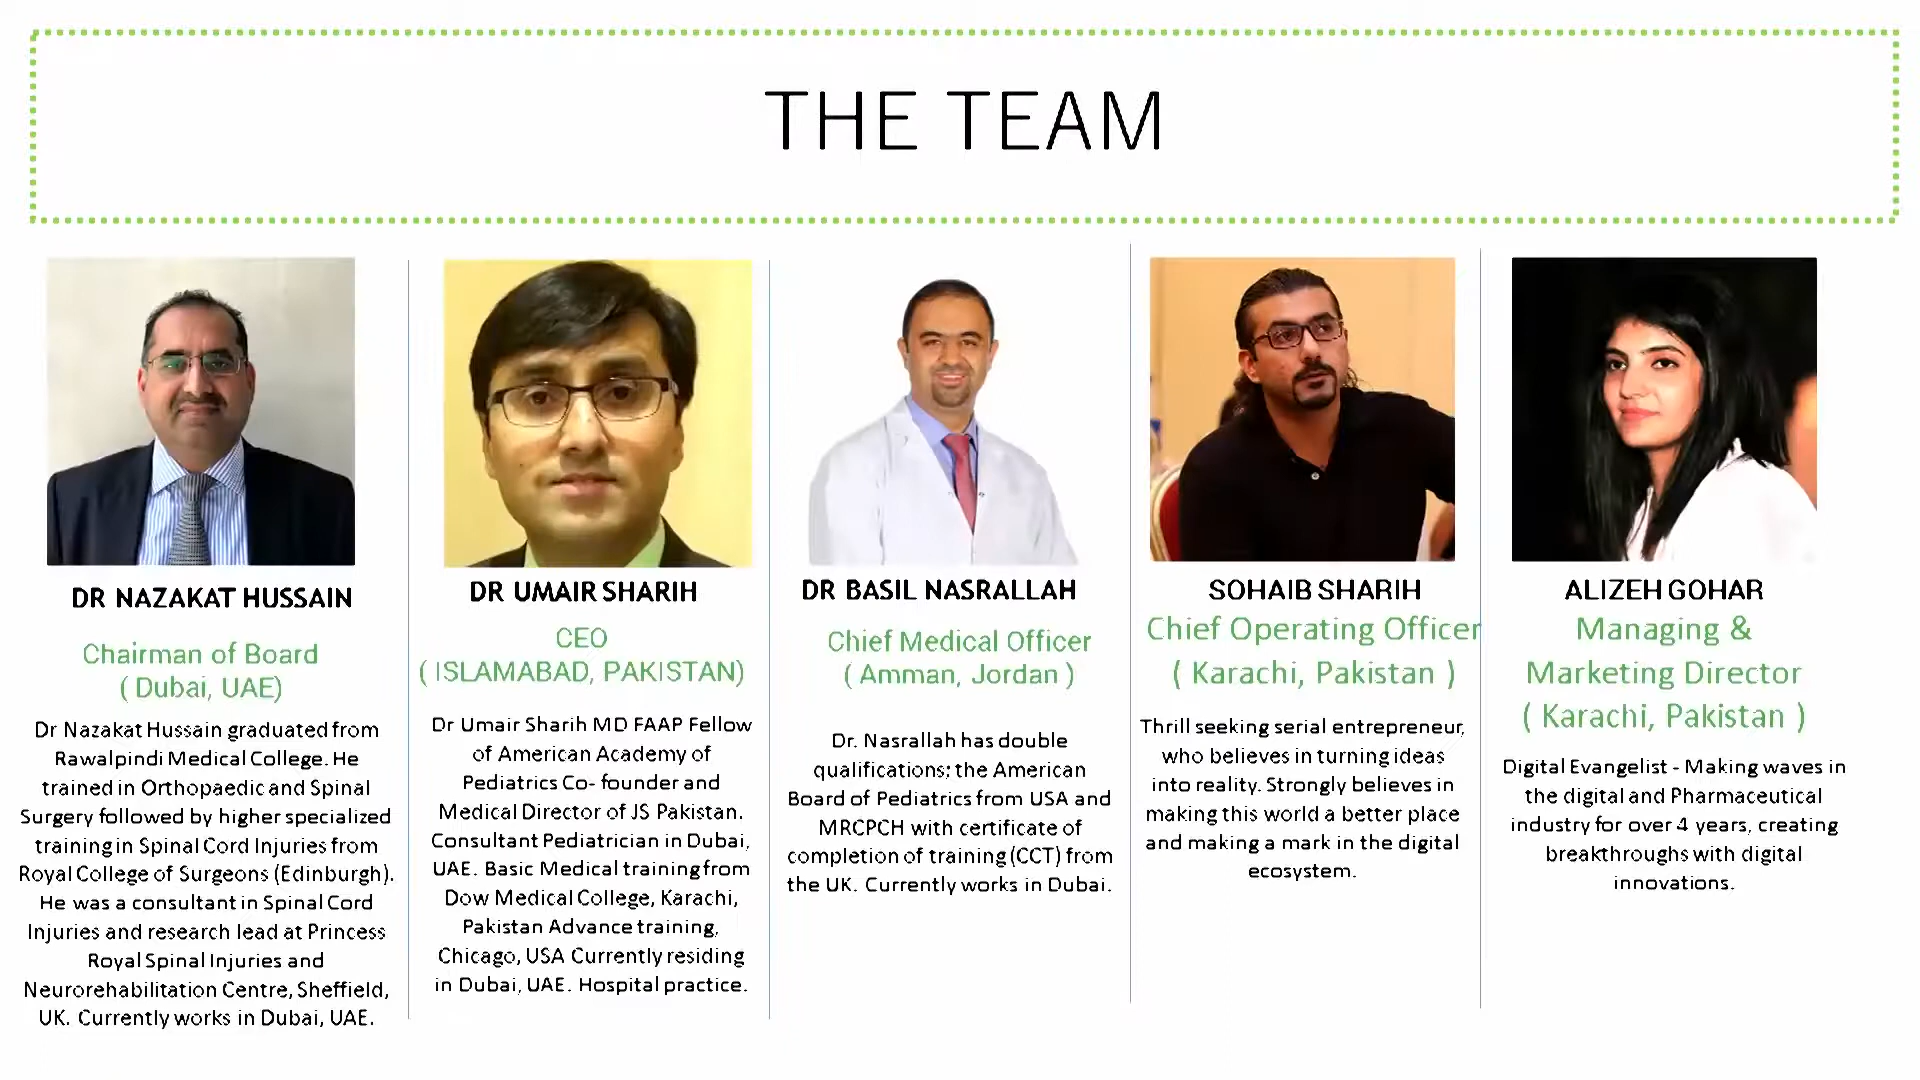 THE TEAM
DR NAZAKAT HUSSAIN
Chairman of Board
( Dubai, UAE)
Dr Nazakat Hussain graduated from
Rawalpindi Medical College. He
trained in Orthopaedic and Spinal
Surgery followed by higher specialized
training in Spinal Cord Injuries from
Royal College of Surgeons (Edinburgh).
He was a consultant in Spinal Cord
Injuries and research lead at Princess
Royal Spinal Injuries and
Neurorehabilitation Centre, Sheffield,
UK. Currently works in Dubai, UAE.
DR UMAIR SHARIH
CEO
( ISLAMABAD, PAKISTAN)
Dr Umair Sharih MD FAAP Fellow
of American Academy of
Pediatrics Co- founder and
Medical Director of JS Pakistan.
Consultant Pediatrician in Dubai,
UAE. Basic Medical training from
Dow Medical College, Karachi,
Pakistan Advance training,
Chicago, USA Currently residing
in Dubai, UAE. Hospital practice.
DR BASIL NASRALLAH
Chief Medical Officer
( Amman, Jordan )
Dr. Nasrallah has double
qualifications; the American
Board of Pediatrics from USA and
MRCPCH with certificate of
completion of training (CCT) from
the UK. Currently works in Dubai.
SOHAIB SHARIH
Chief Operating Officer
( Karachi, Pakistan )
Thrill seeking serial entrepreneur,
who believes in turning ideas
into reality. Strongly believes in
making this world a better place
and making a mark in the digital
ecosystem.
ALIZEH GOHAR
Managing &
Marketing Director
( Karachi, Pakistan )
Digital Evangelist - Making waves in
the digital and Pharmaceutical
industry for over 4 years, creating
breakthroughs with digital
innovations.